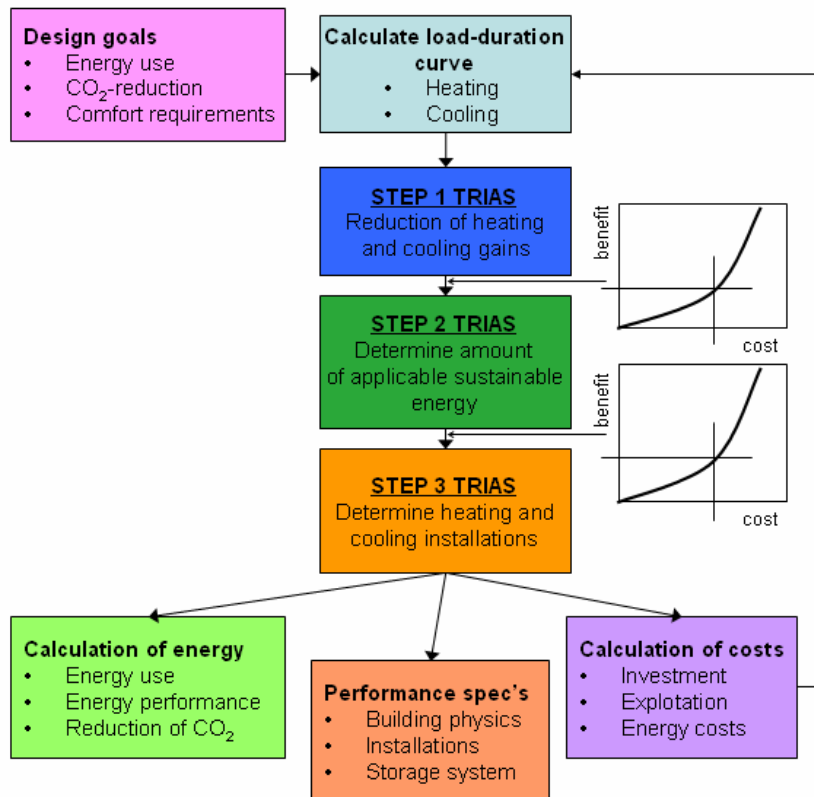 Design goals
• Energy use
• CO₂-reduction
• Comfort requirements
Calculate load-duration
curve
• Heating
• Cooling
STEP 1 TRIAS
Reduction of heating
and cooling gains
benefit
cost
STEP 2 TRIAS
Determine amount
of applicable sustainable
energy
benefit
cost
STEP 3 TRIAS
Determine heating and
cooling installations
Calculation of energy
• Energy use
• Energy performance
• Reduction of CO₂
Performance spec's
• Building physics
• Installations
• Storage system
Calculation of costs
• Investment
• Explotation
• Energy costs